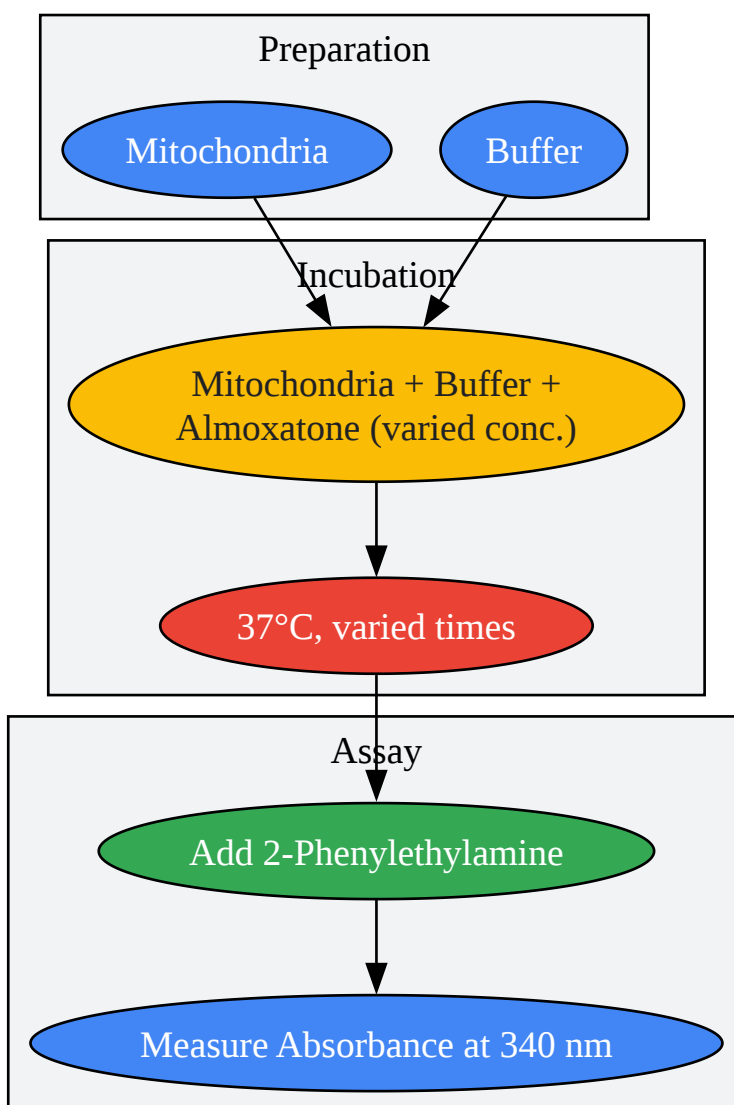 Preparation
Mitochondria
Buffer
Incubation
Mitochondria + Buffer +
Almoxatone (varied conc.)
37°C, varied times
Assay
Add 2-Phenylethylamine
Measure Absorbance at 340 nm